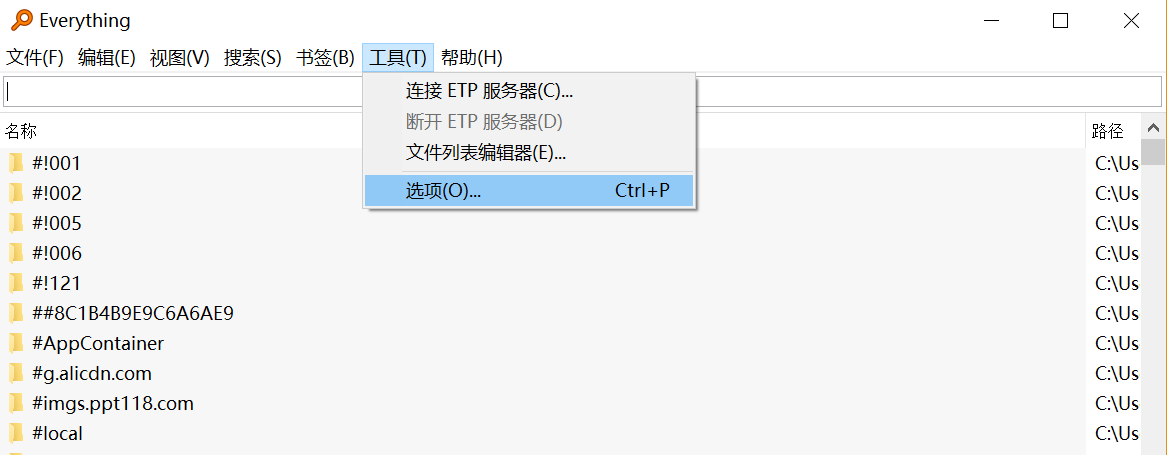 Everything
文件(F) 编辑(E) 视图(V) 搜索(S) 书签(B) 工具(T) 帮助(H)
连接 ETP 服务器(C)...
断开 ETP 服务器(D)
文件列表编辑器(E)...
选项(O)... Ctrl+P
名称 路径
#!001 C:\Us
#!002 C:\Us
#!005 C:\Us
#!006 C:\Us
#!121 C:\Us
##8C1B4B9E9C6A6AE9 C:\Us
#AppContainer C:\Us
#g.alicdn.com C:\Us
#imgs.ppt118.com C:\Us
#local C:\Us